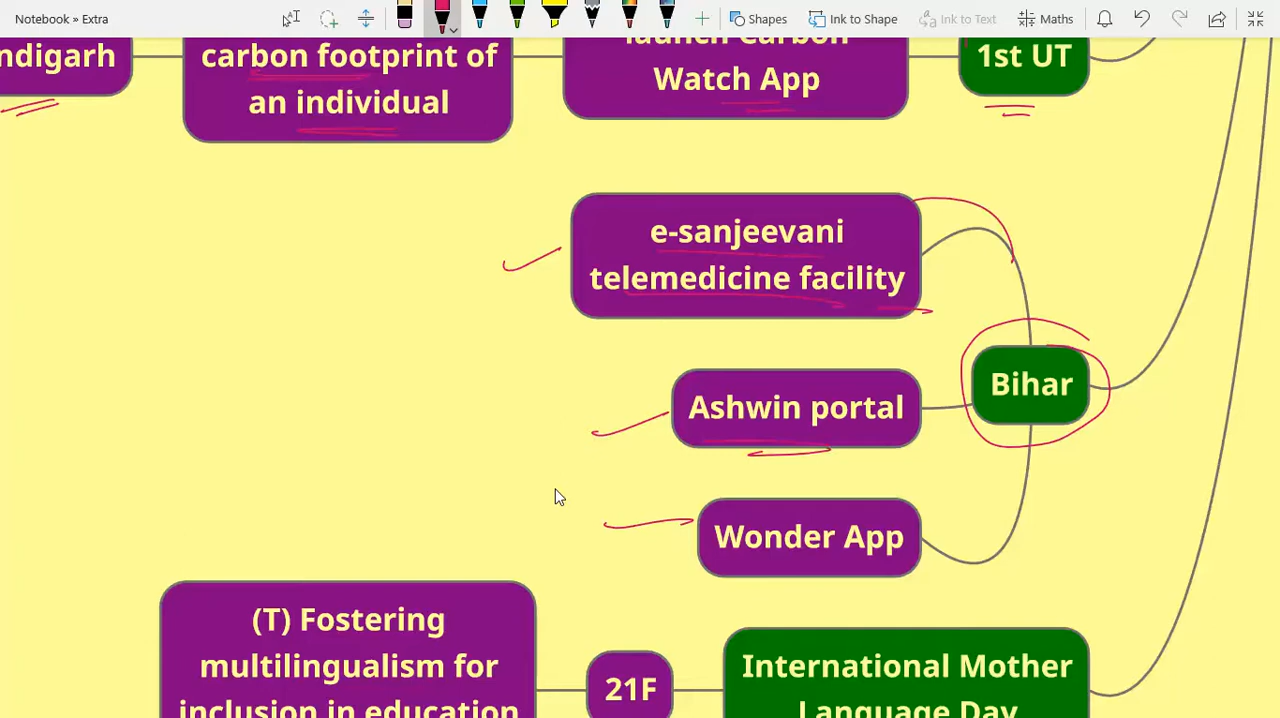 Notebook » Extra
Shapes
Ink to Shape
Ink to Text
Maths
ndigarh
carbon footprint of
an individual
launch Carbon
Watch App
1st UT
e-sanjeevani
telemedicine facility
Bihar
Ashwin portal
Wonder App
(T) Fostering
multilingualism for
inclusion in education
21F
International Mother
Language Day